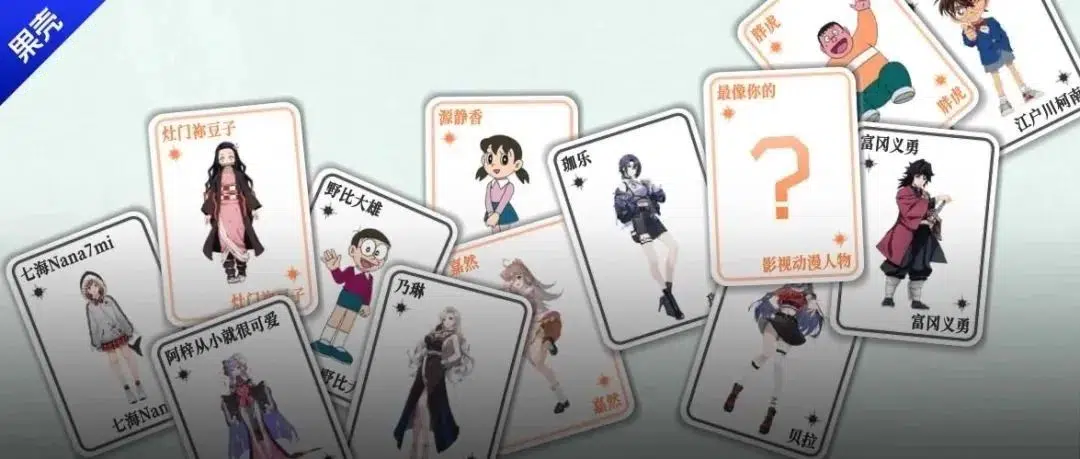 果壳
七海Nana7mi
七海Nan
灶门祢豆子
灶门祢豆子
阿梓从小就很可爱
野比大雄
野比大
乃琳
源静香
嘉然
嘉然
珈乐
最像你的
?
影视动漫人物
贝拉
胖虎
胖虎
富冈义勇
富冈义勇
江户川柯南